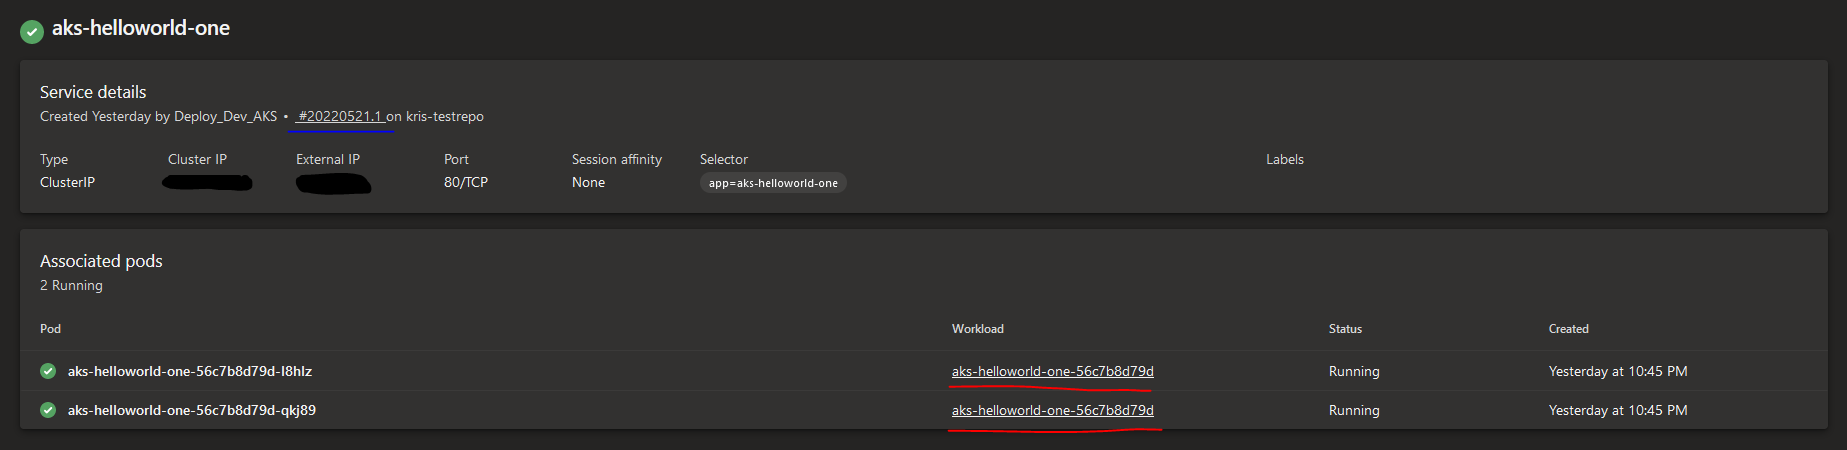 aks-helloworld-one
Service details
Created Yesterday by Deploy_Dev_AKS • #20220521.1 on kris-testrepo
Type Cluster IP External IP Port Session affinity Selector Labels
ClusterIP 80/TCP None app=aks-helloworld-one
Associated pods
2 Running
Pod Workload Status Created
aks-helloworld-one-56c7b8d79d-l8hlz aks-helloworld-one-56c7b8d79d Running Yesterday at 10:45 PM
aks-helloworld-one-56c7b8d79d-qkj89 aks-helloworld-one-56c7b8d79d Running Yesterday at 10:45 PM